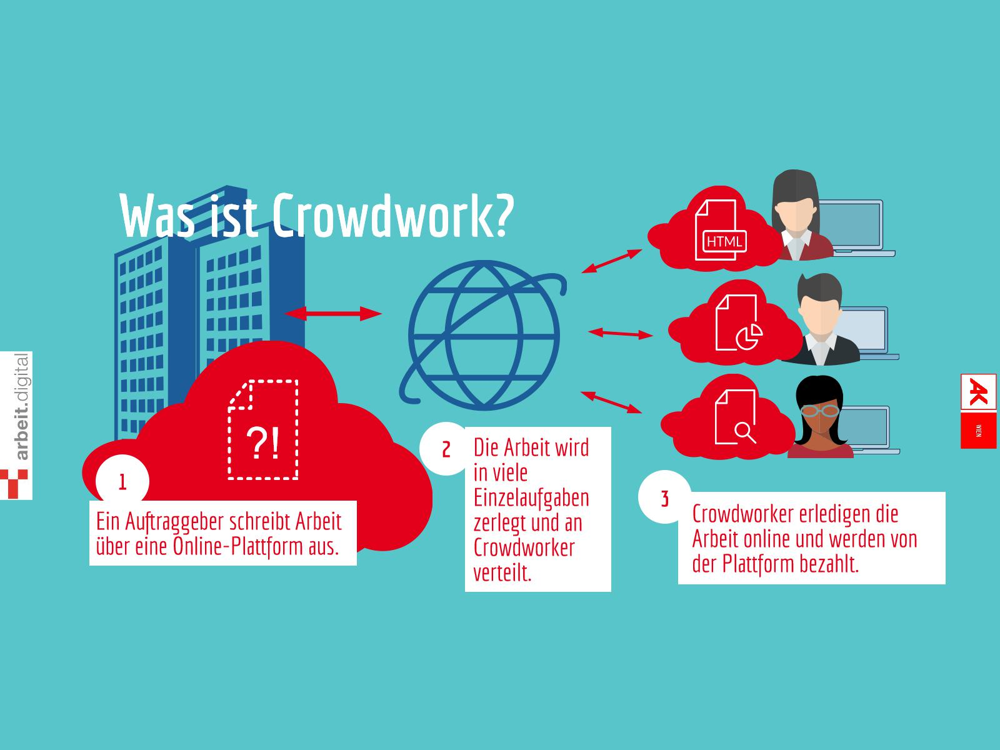 Was ist Crowdwork?
HTML
?!
1
Ein Auftraggeber schreibt Arbeit
über eine Online-Plattform aus.
2
Die Arbeit wird
in viele
Einzelaufgaben
zerlegt und an
Crowdworker
verteilt.
3
Crowdworker erledigen die
Arbeit online und werden von
der Plattform bezahlt.
arbeit.digital
AK
WIEN